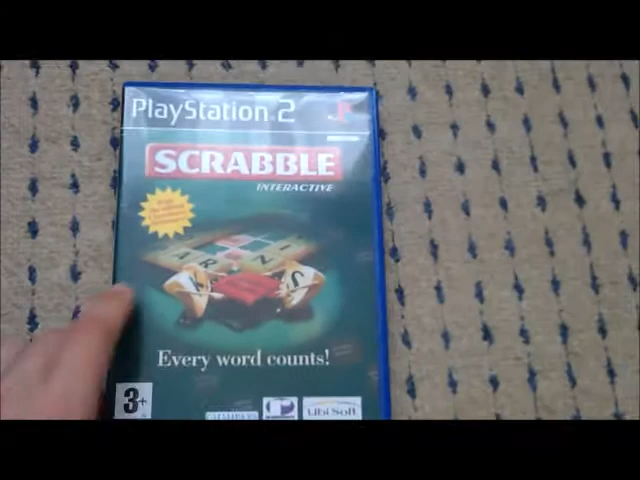 PlayStation 2
SCRABBLE
INTERACTIVE
Every word counts!
3+
UBI SOFT